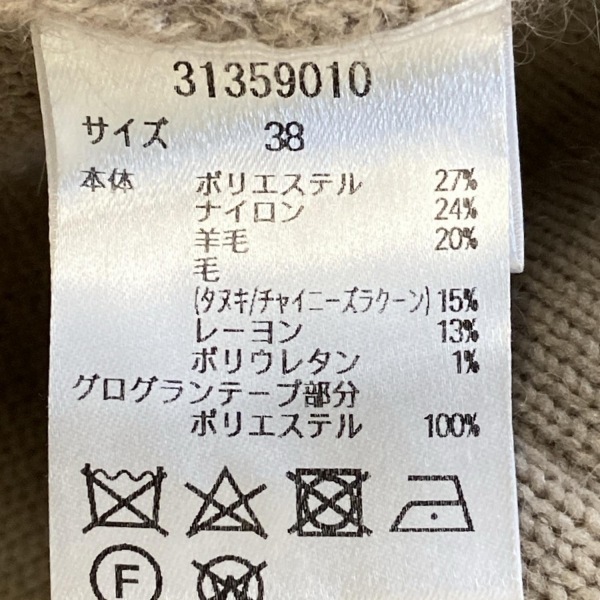 31359010
サイズ 38
本体 ポリエステル 27%
ナイロン 24%
羊毛 20%
毛
(タヌキ/チャイニーズラクーン) 15%
レーヨン 13%
ポリウレタン 1%
グログランテープ部分
ポリエステル 100%
F W